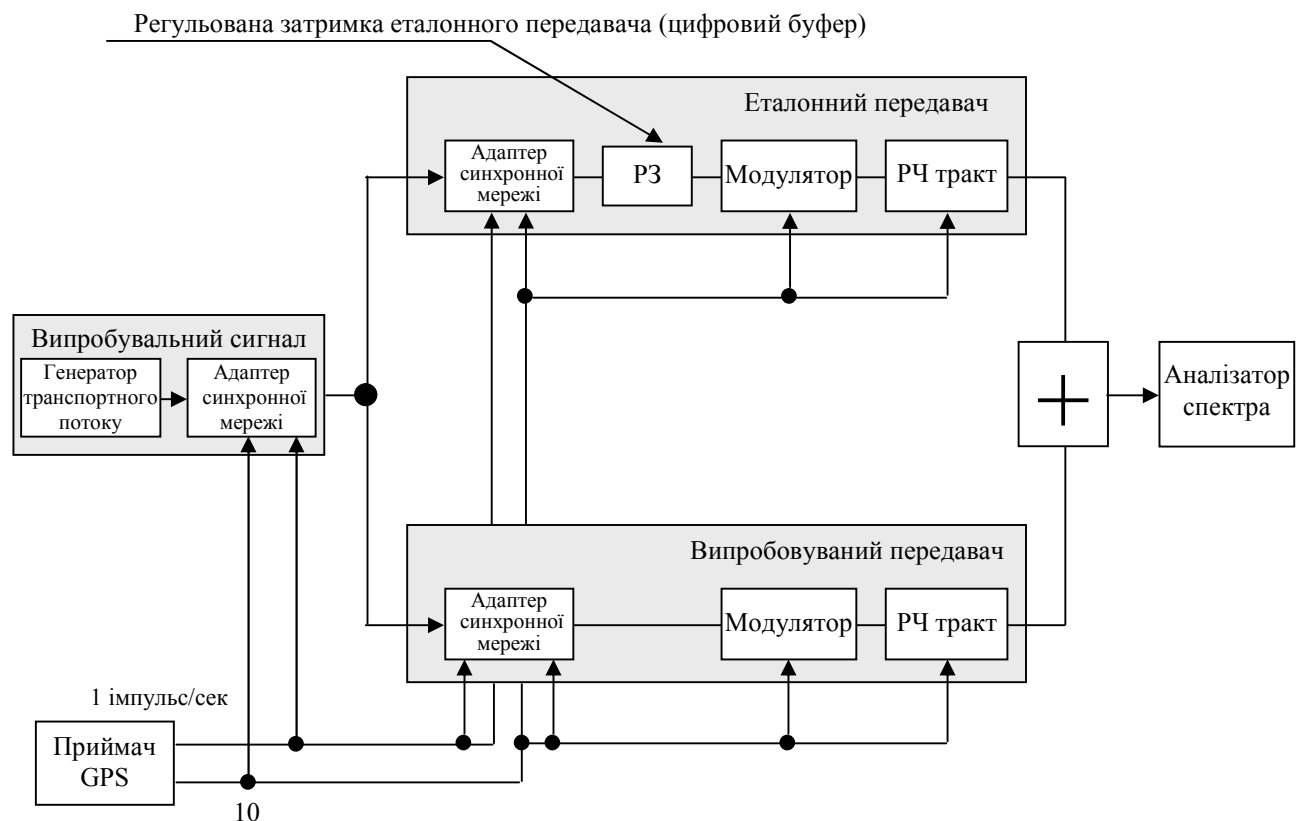 Регульована затримка еталонного передавача (цифровий буфер)
Еталонний передавач
Адаптер
синхронної
мережі
РЗ
Модулятор
РЧ тракт
Випробувальний сигнал
Генератор
транспортного
потоку
Адаптер
синхронної
мережі
+
Аналізатор
спектра
Випробовуваний передавач
Адаптер
синхронної
мережі
Модулятор
РЧ тракт
1 імпульс/сек
Приймач
GPS
10